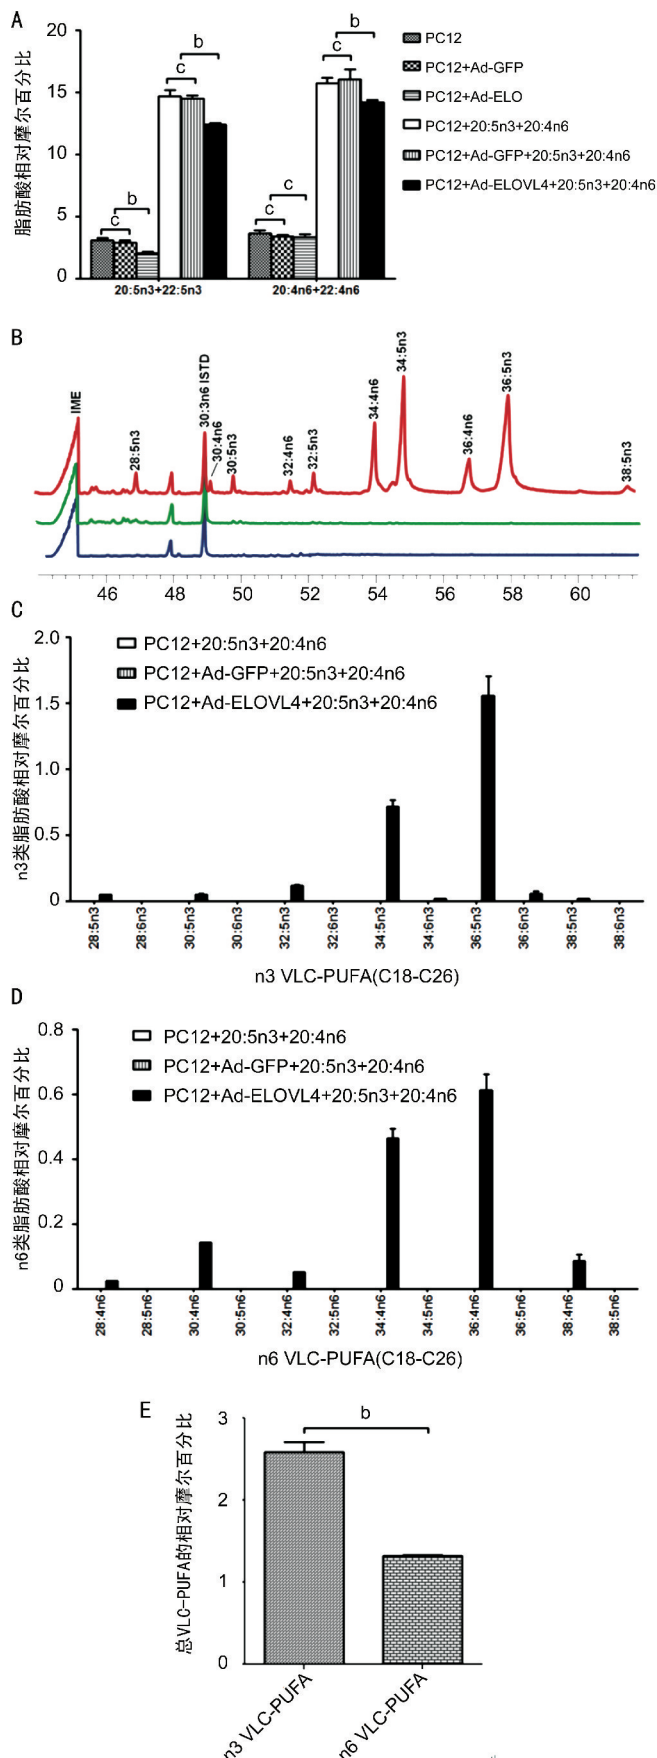 A
脂肪酸相对摩尔百分比
20
15
10
5
0
b
c
b
c
b
c
c
c
PC12
PC12+Ad-GFP
PC12+Ad-ELO
PC12+20:5n3+20:4n6
PC12+Ad-GFP+20:5n3+20:4n6
PC12+Ad-ELOVL4+20:5n3+20:4n6
20:5n3+22:5n3
20:4n6+22:4n6
B
IME
28:5n3
30:3n6 ISTD
30:4n6
30:5n3
32:4n6
32:5n3
34:4n6
34:5n3
36:4n6
36:5n3
38:5n3
46 48 50 52 54 56 58 60
C
n3类脂肪酸相对摩尔百分比
2.0
1.5
1.0
0.5
0
PC12+20:5n3+20:4n6
PC12+Ad-GFP+20:5n3+20:4n6
PC12+Ad-ELOVL4+20:5n3+20:4n6
28:5n3
28:6n3
30:5n3
30:6n3
32:5n3
32:6n3
34:5n3
34:6n3
36:5n3
36:6n3
38:5n3
38:6n3
n3 VLC-PUFA(C18-C26)
D
n6类脂肪酸相对摩尔百分比
0.8
0.6
0.4
0.2
0
PC12+20:5n3+20:4n6
PC12+Ad-GFP+20:5n3+20:4n6
PC12+Ad-ELOVL4+20:5n3+20:4n6
28:4n6
28:5n6
30:4n6
30:5n6
32:4n6
32:5n6
34:4n6
34:5n6
36:4n6
36:5n6
38:4n6
38:5n6
n6 VLC-PUFA(C18-C26)
E
总VLC-PUFA的相对摩尔百分比
3
2
1
0
b
n3 VLC-PUFA
n6 VLC-PUFA